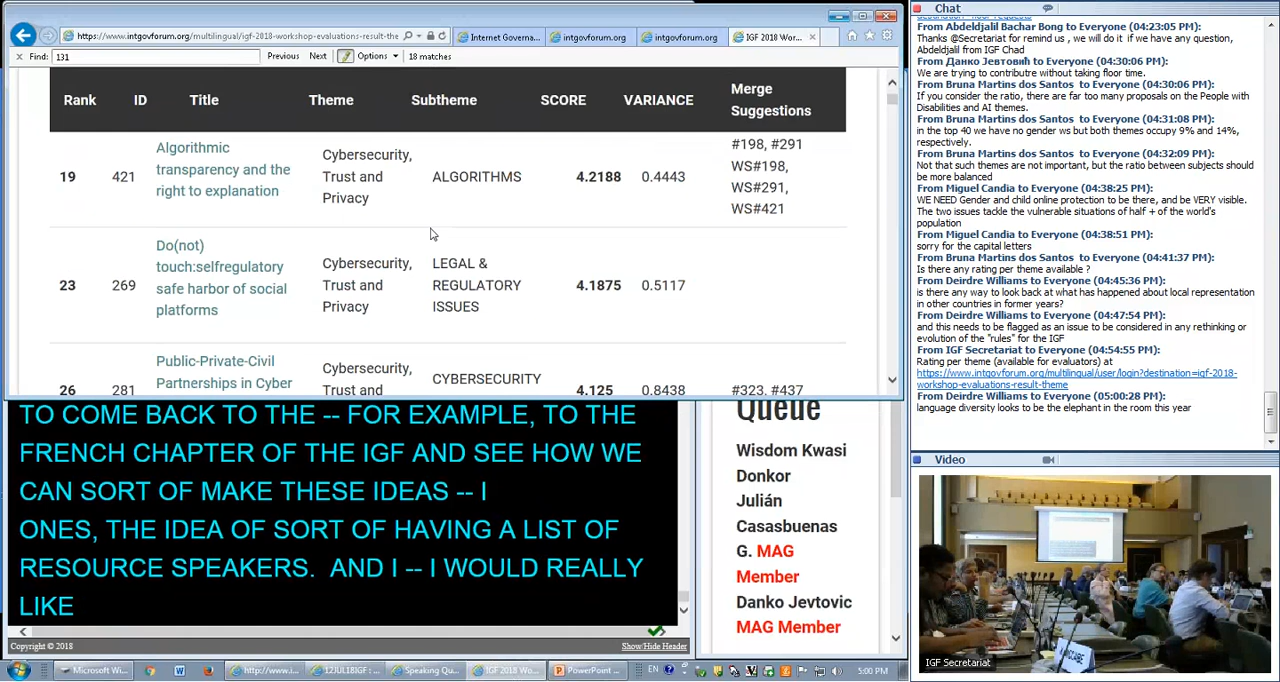 https://www.intgovforum.org/multilingual/igf-2018-workshop-evaluations-result-the
Internet Governa...
intgovforum.org
intgovforum.org
IGF 2018 Wor...
Find: 131
Previous Next Options 18 matches
Rank ID Title Theme Subtheme SCORE VARIANCE Merge Suggestions
19 421
Algorithmic
transparency and the
right to explanation
Cybersecurity,
Trust and
Privacy
ALGORITHMS
4.2188 0.4443
#198, #291
WS#198,
WS#291,
WS#421
23 269
Do(not)
touch:selfregulatory
safe harbor of social
platforms
Cybersecurity,
Trust and
Privacy
LEGAL &
REGULATORY
ISSUES
4.1875 0.5117
26 281
Public-Private-Civil
Partnerships in Cyber
Cybersecurity,
Trust and
CYBERSECURITY
4.125 0.8438
#323, #437
TO COME BACK TO THE -- FOR EXAMPLE, TO THE
FRENCH CHAPTER OF THE IGF AND SEE HOW WE
CAN SORT OF MAKE THESE IDEAS -- I
ONES, THE IDEA OF SORT OF HAVING A LIST OF
RESOURCE SPEAKERS.  AND I -- I WOULD REALLY
LIKE
Copyright © 2018
Show/Hide Header
Queue
Wisdom Kwasi
Donkor
Julián
Casasbuenas
G. MAG
Member
Danko Jevtovic
MAG Member
Chat
From Abdeldjalil Bachar Bong to Everyone (04:23:05 PM):
Thanks @Secretariat for remind us , we will do it  if we have any question,
Abdeldjalil from IGF Chad
From Данко Јевтовић to Everyone (04:30:06 PM):
We are trying to contributre without taking floor time.
From Bruna Martins dos Santos  to Everyone (04:30:06 PM):
If you consider the ratio, there are far too many proposals on the People with
Disabilities and AI themes.
From Bruna Martins dos Santos  to Everyone (04:31:08 PM):
in the top 40 we have no gender ws but both themes occupy 9% and 14%,
respectively.
From Bruna Martins dos Santos  to Everyone (04:32:09 PM):
Not that such themes are not important, but the ratio between subjects should
be more balanced
From Miguel Candia to Everyone (04:38:25 PM):
WE NEED Gender and child online protection to be there, and be VERY visible.
The two issues tackle the vulnerable situations of half + of the world's
population
From Miguel Candia to Everyone (04:38:51 PM):
sorry for the capital letters
From Bruna Martins dos Santos  to Everyone (04:41:37 PM):
Is there any rating per theme available ?
From Deirdre Williams to Everyone (04:45:36 PM):
is there any way to look back at what has happened about local representation
in other countries in former years?
From Deirdre Williams to Everyone (04:47:54 PM):
and this needs to be flagged as an issue to be considered in any rethinking or
evolution of the "rules" for the IGF
From IGF Secretariat to Everyone (04:54:55 PM):
Rating per theme (available for evaluators) at
https://www.intgovforum.org/multilingual/user/login?destination=igf-2018-
workshop-evaluations-result-theme
From Deirdre Williams to Everyone (05:00:28 PM):
language diversity looks to be the elephant in the room this year
Video
IGF Secretariat
Microsoft Wi...
http://www.i...
12JUL18IGF : ...
Speaking Qu...
IGF 2018 Wo...
PowerPoint ...
EN
5:00 PM